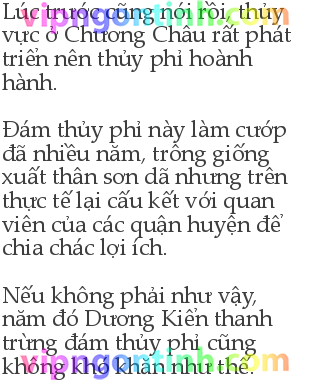 Lúc trước cũng nói rồi, thủy
vực ở Chương Châu rất phát
triển nên thủy phỉ hoành
hành.
Đám thủy phỉ này làm cướp
đã nhiều năm, trông giống
xuất thân sơn dã nhưng trên
thực tế lại cấu kết với quan
viên của các quận huyện để
chia chác lợi ích.
Nếu không phải như vậy,
năm đó Dương Kiển thanh
trừng đám thủy phỉ cũng
không khó khăn như thế.
vipngontinh.com
vipngontinh.com